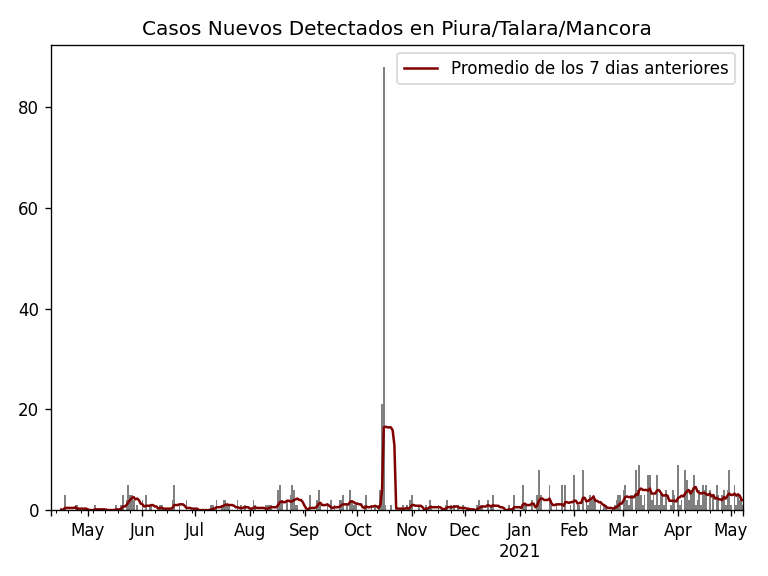 Casos Nuevos Detectados en Piura/Talara/Mancora
Promedio de los 7 dias anteriores
80
60
40
20
0
May Jun Jul Aug Sep Oct Nov Dec Jan Feb Mar Apr May
2021